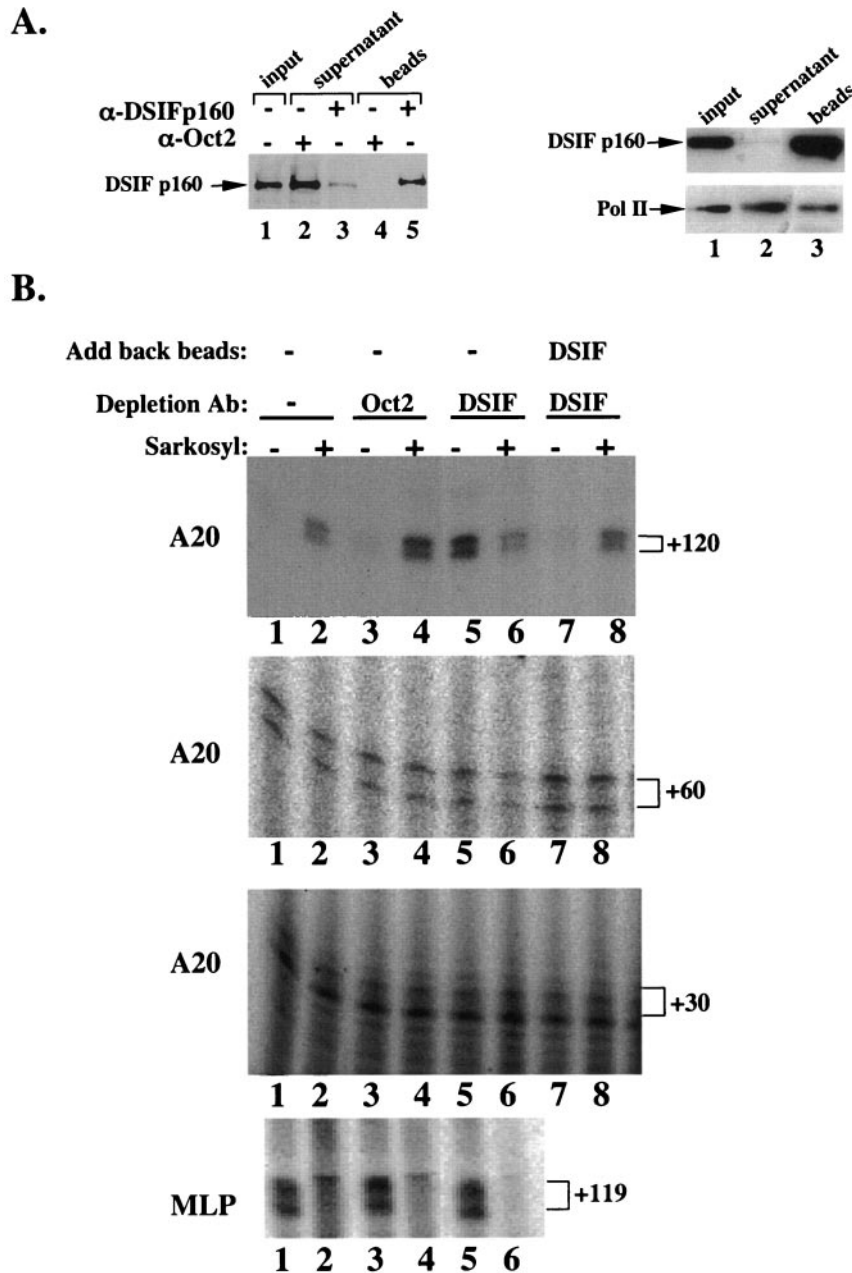 A.
input supernatant beads
α-DSIFp160 - - + - +
α-Oct2 - + - + -
DSIF p160
1 2 3 4 5
input supernatant beads
DSIF p160
Pol II
1 2 3
B.
Add back beads: - - - DSIF
Depletion Ab: - Oct2 DSIF DSIF
Sarkosyl: - + - + - + - +
A20 +120
1 2 3 4 5 6 7 8
A20 +60
1 2 3 4 5 6 7 8
A20 +30
1 2 3 4 5 6 7 8
MLP +119
1 2 3 4 5 6